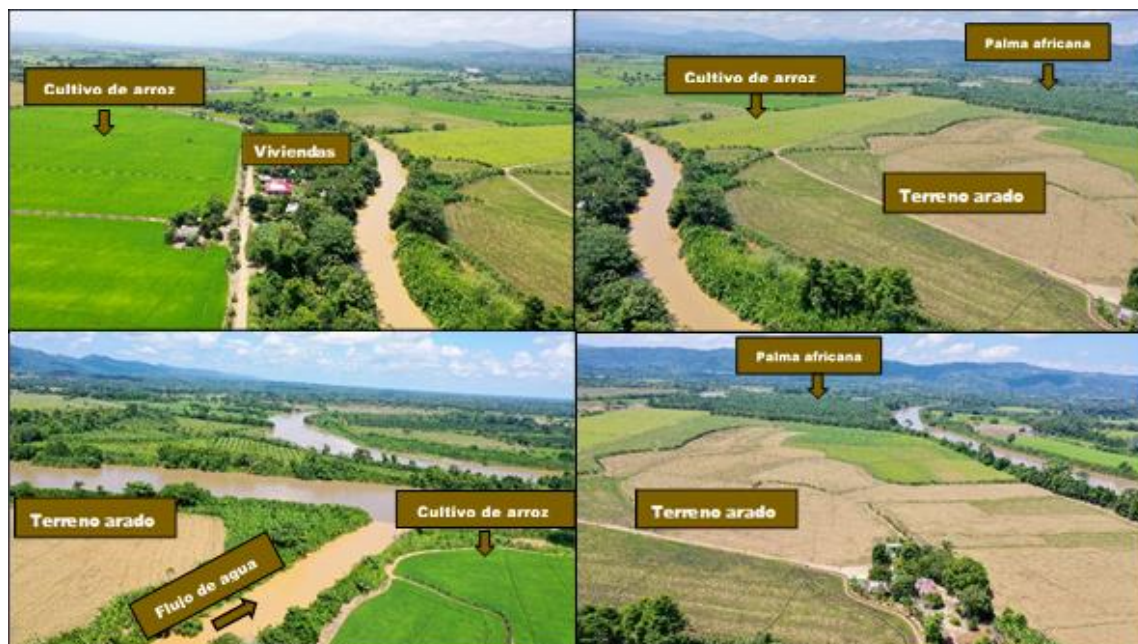 Cultivo de arroz
Viviendas
Palma africana
Cultivo de arroz
Terreno arado
Terreno arado
Cultivo de arroz
Flujo de agua
Palma africana
Terreno arado